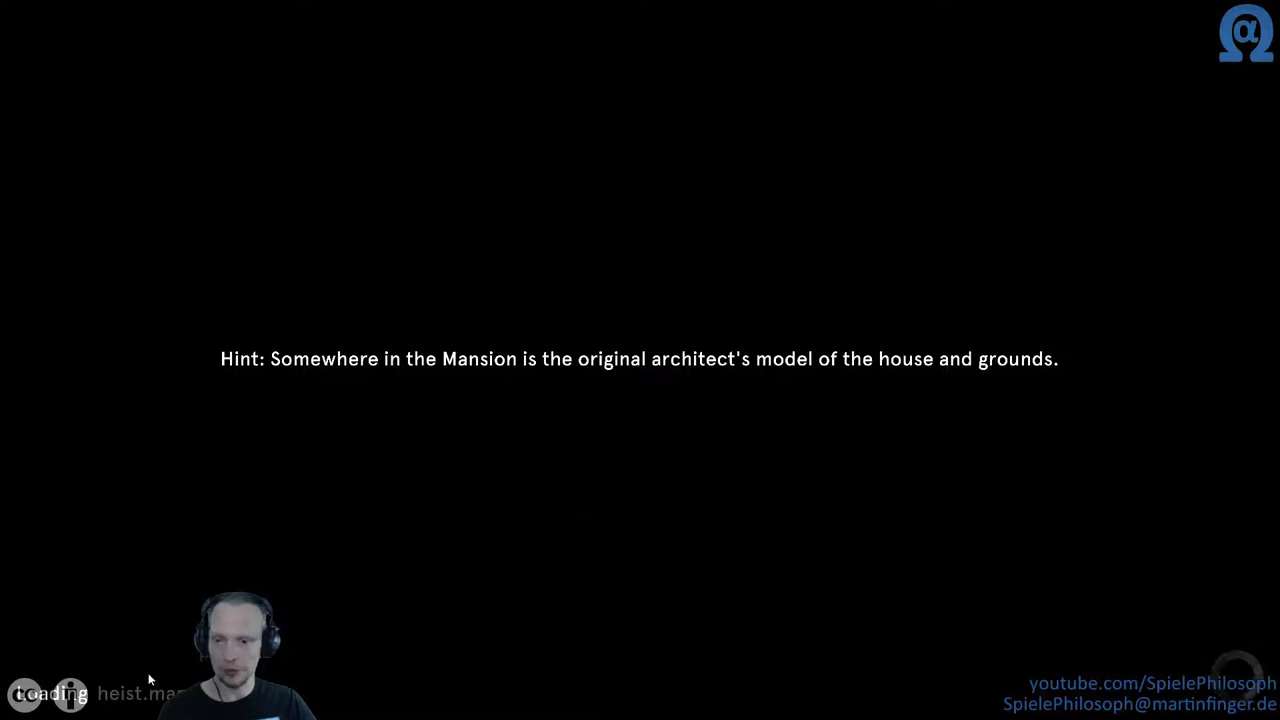 Hint: Somewhere in the Mansion is the original architect's model of the house and grounds.
Loading heist.map
youtube.com/SpielePhilosoph
SpielePhilosoph@martinfinger.de